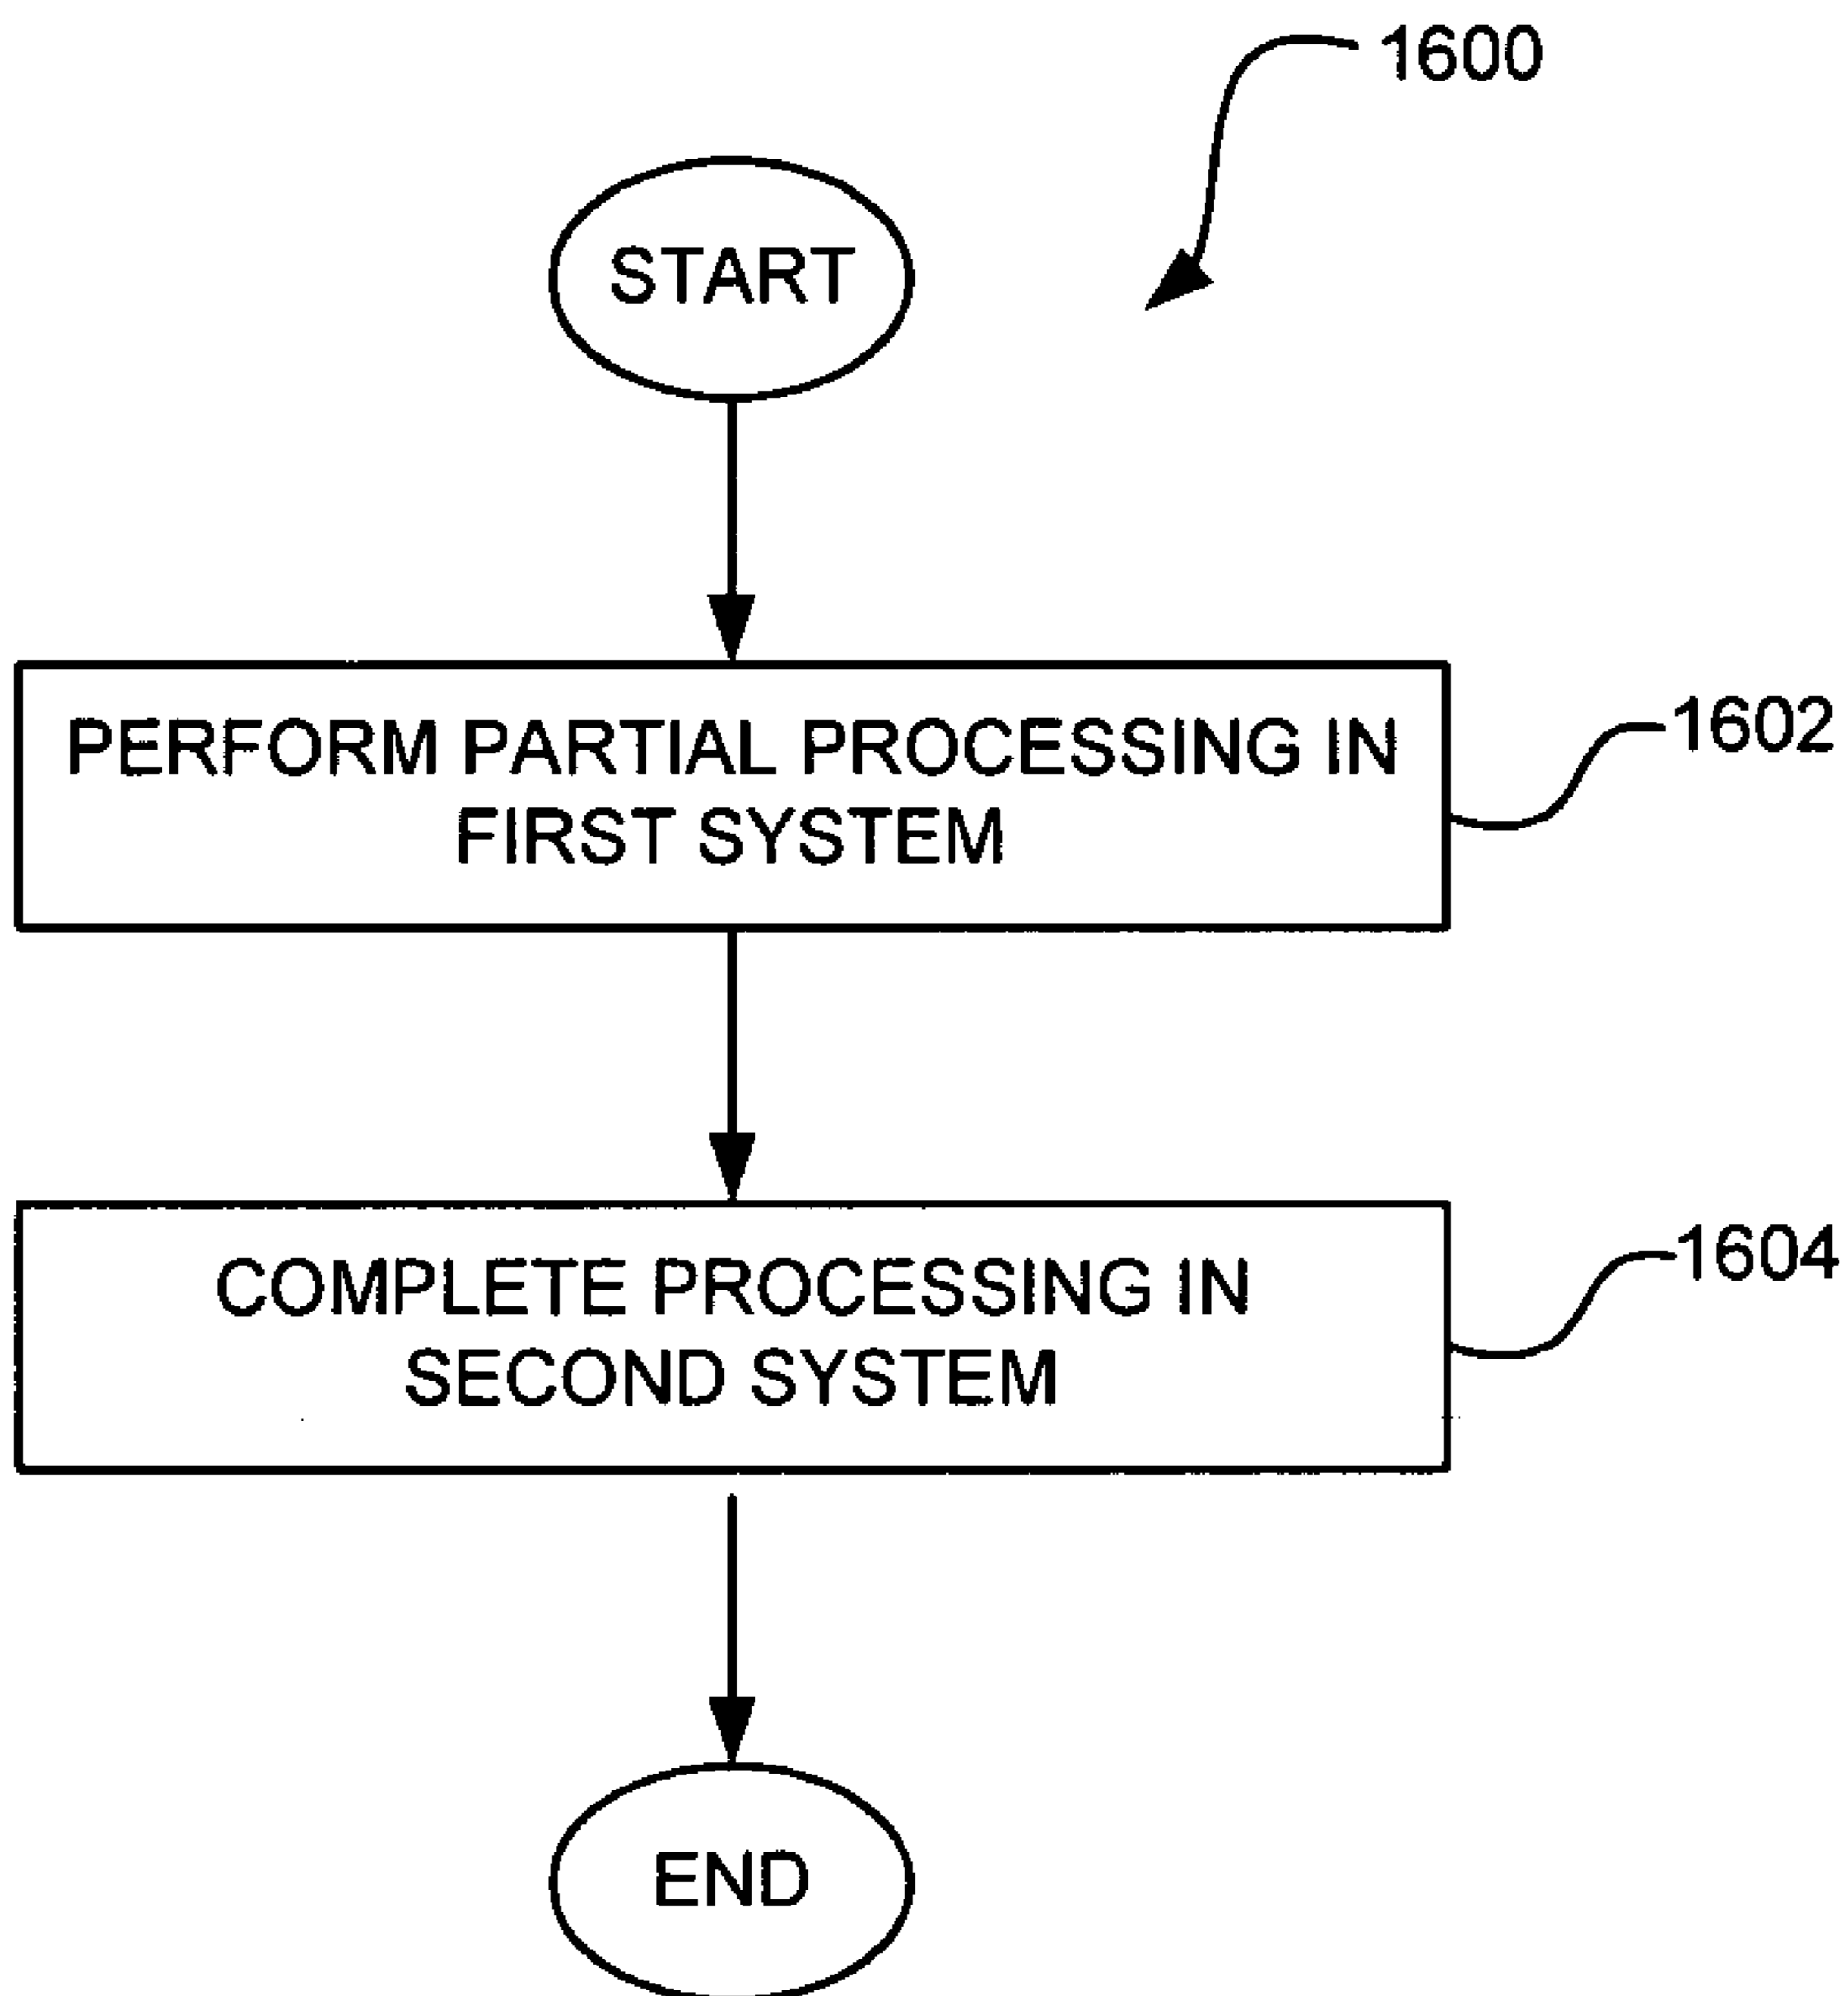 1600
START
PERFORM PARTIAL PROCESSING IN
FIRST SYSTEM
1602
COMPLETE PROCESSING IN
SECOND SYSTEM
1604
END